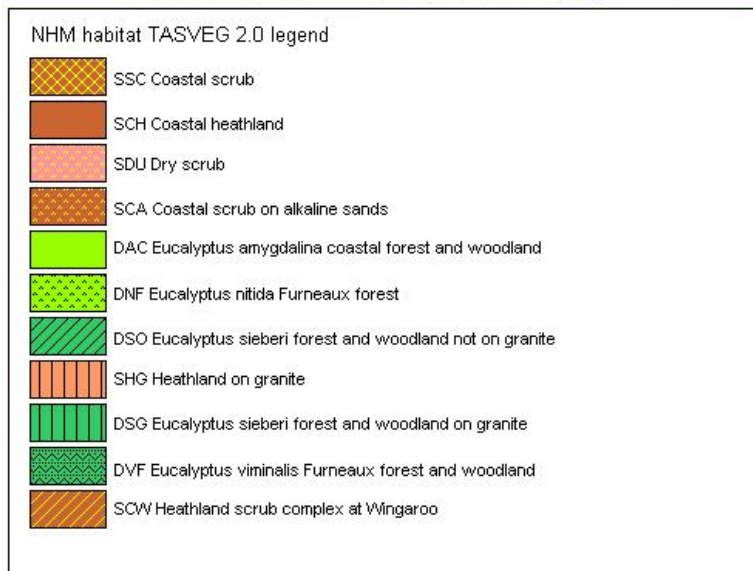 NHM habitat TASVEG 2.0 legend
SSC Coastal scrub
SCH Coastal heathland
SDU Dry scrub
SCA Coastal scrub on alkaline sands
DAC Eucalyptus amygdalina coastal forest and woodland
DNF Eucalyptus nitida Furneaux forest
DSO Eucalyptus sieberi forest and woodland not on granite
SHG Heathland on granite
DSG Eucalyptus sieberi forest and woodland on granite
DVF Eucalyptus viminalis Furneaux forest and woodland
SCW Heathland scrub complex at Wingaroo